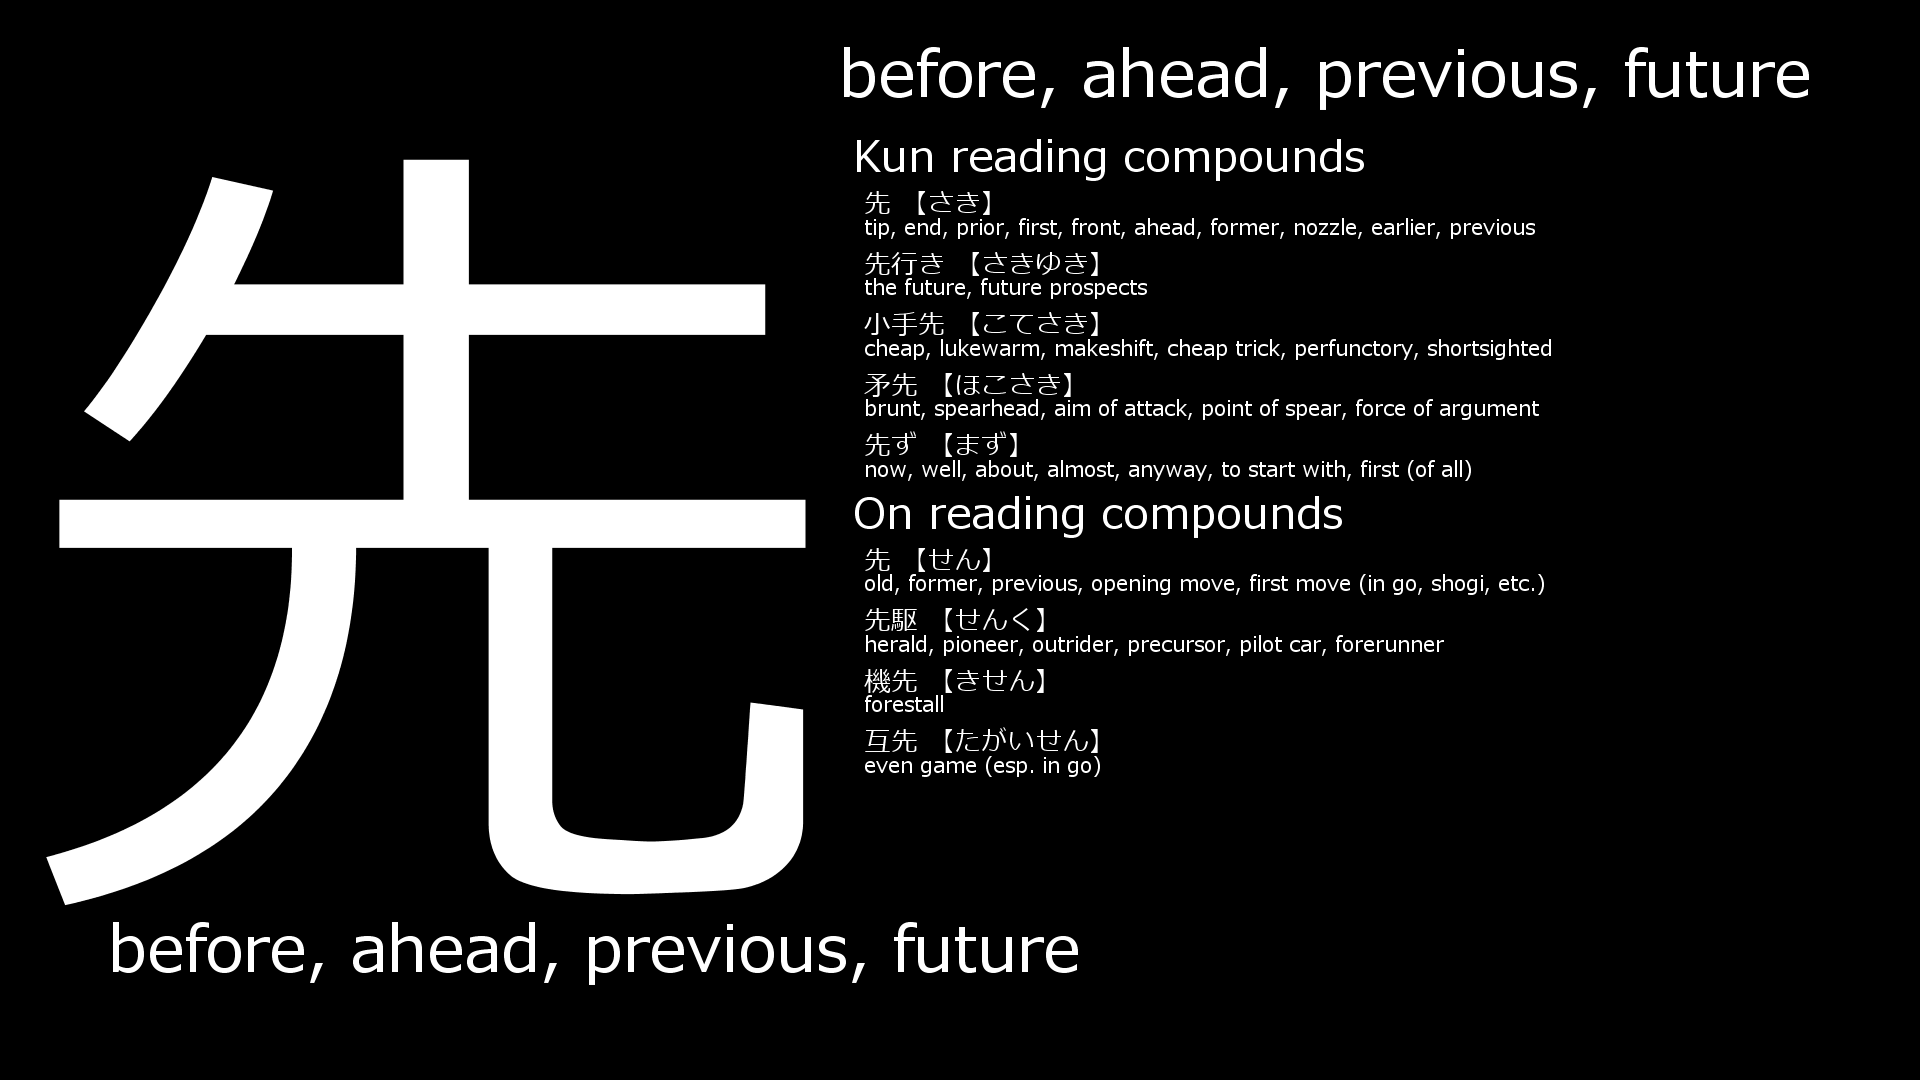 先
before, ahead, previous, future
before, ahead, previous, future
Kun reading compounds
先 【さき】
tip, end, prior, first, front, ahead, former, nozzle, earlier, previous
先行き 【さきゆき】
the future, future prospects
小手先 【こてさき】
cheap, lukewarm, makeshift, cheap trick, perfunctory, shortsighted
矛先 【ほこさき】
brunt, spearhead, aim of attack, point of spear, force of argument
先ず 【まず】
now, well, about, almost, anyway, to start with, first (of all)
On reading compounds
先 【せん】
old, former, previous, opening move, first move (in go, shogi, etc.)
先駆 【せんく】
herald, pioneer, outrider, precursor, pilot car, forerunner
機先 【きせん】
forestall
互先 【たがいせん】
even game (esp. in go)